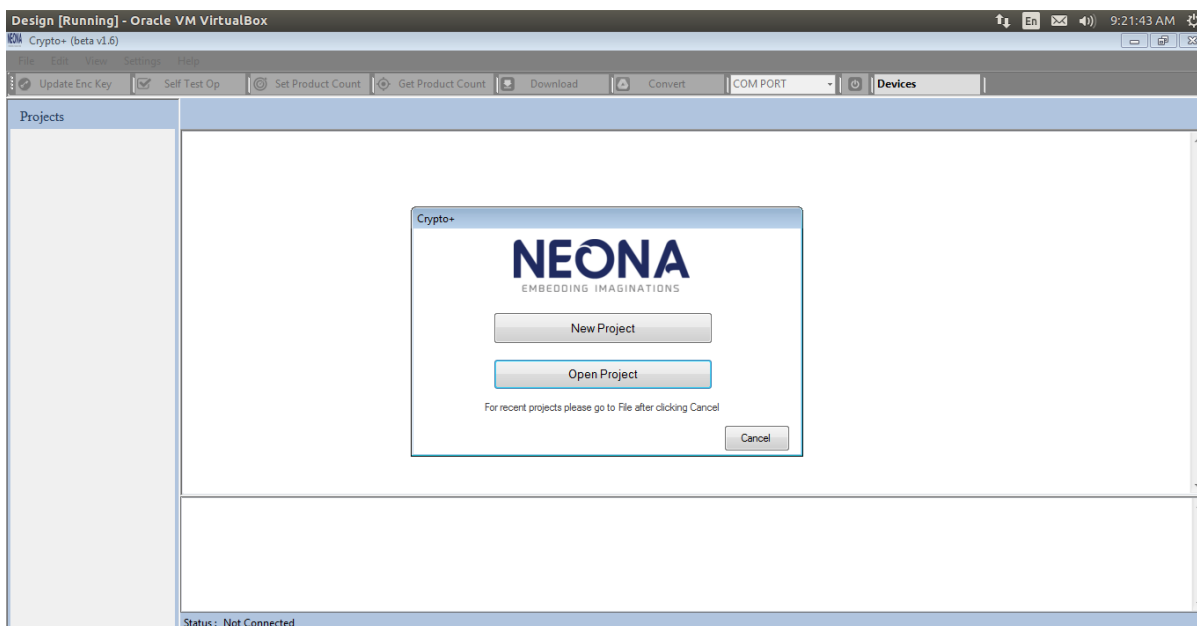 Design [Running] - Oracle VM VirtualBox En 9:21:43 AM
NEONA Crypto+ (beta v1.6)
File Edit View Settings Help
Update Enc Key Self Test Op Set Product Count Get Product Count Download Convert COM PORT Devices
Projects
Crypto+
NEONA
EMBEDDING IMAGINATIONS
New Project
Open Project
For recent projects please go to File after clicking Cancel
Cancel
Status : Not Connected